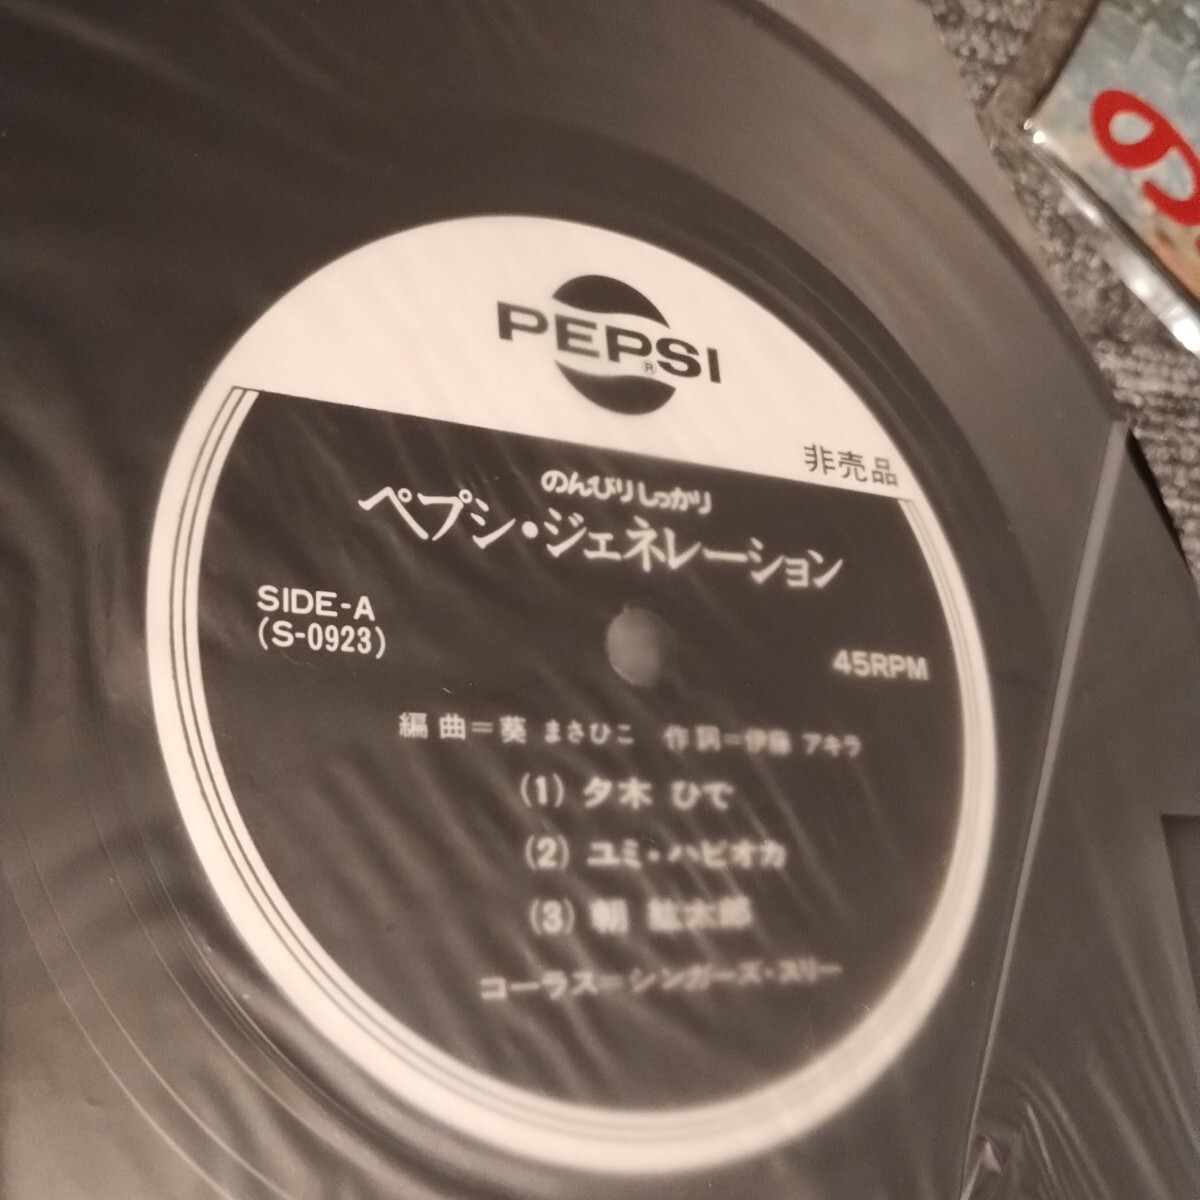 PEPSI
®
非売品
のんびりしっかり
ペプシ・ジェネレーション
SIDE-A
(S-0923)
45RPM
編曲=葵 まさひこ 作詞=伊藤 アキラ
(1) 夕木 ひで
(2) ユミ・ハビオカ
(3) 朝 紘太郎
コーラス=シンガーズ・スリー
の